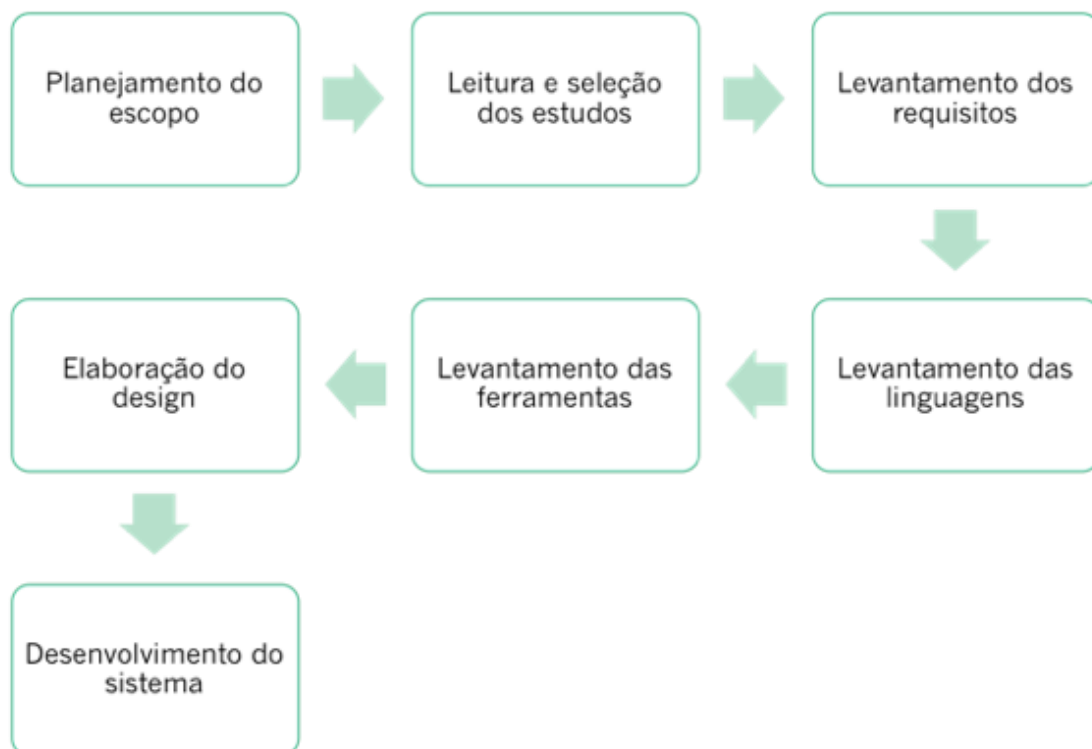 Planejamento do
escopo
Leitura e seleção
dos estudos
Levantamento dos
requisitos
Levantamento das
linguagens
Levantamento das
ferramentas
Elaboração do
design
Desenvolvimento do
sistema